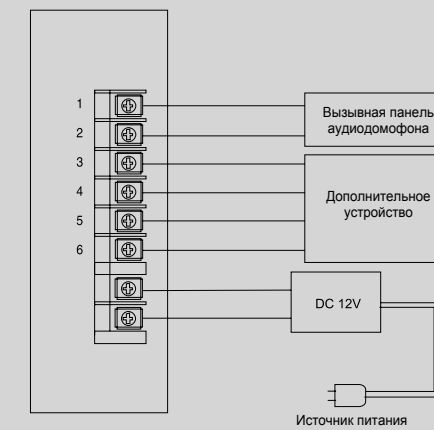 1
2
3
4
5
6
Вызывная панель
аудиодомофона
Дополнительное
устройство
DC 12V
Источник питания